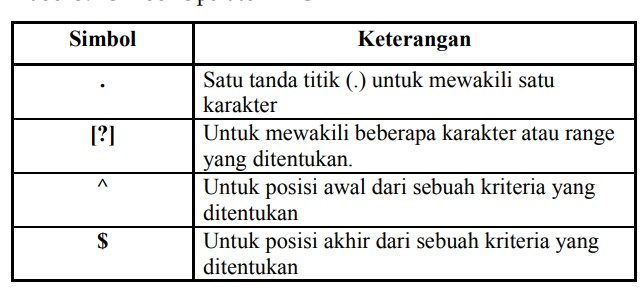 Simbol Keterangan
. Satu tanda titik (.) untuk mewakili satu
karakter
[?] Untuk mewakili beberapa karakter atau range
yang ditentukan.
^ Untuk posisi awal dari sebuah kriteria yang
ditentukan
$ Untuk posisi akhir dari sebuah kriteria yang
ditentukan